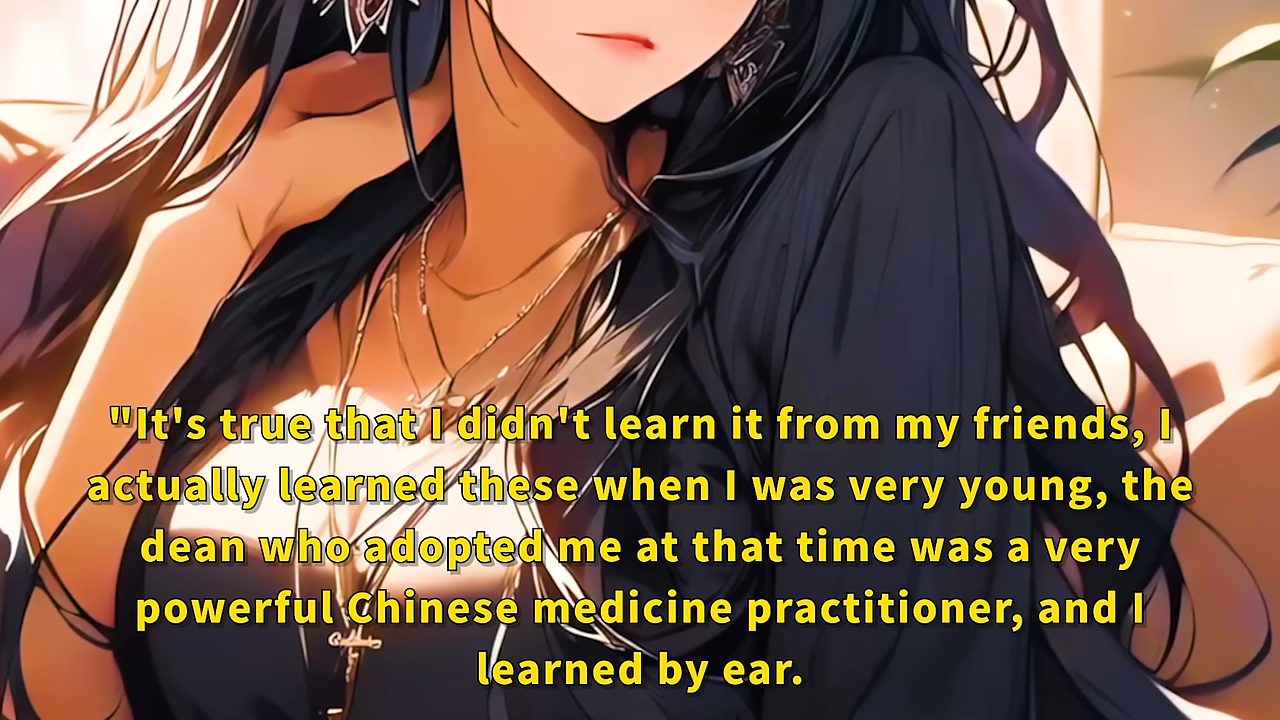 "It's true that I didn't learn it from my friends, I
actually learned these when I was very young, the
dean who adopted me at that time was a very
powerful Chinese medicine practitioner, and I
learned by ear.